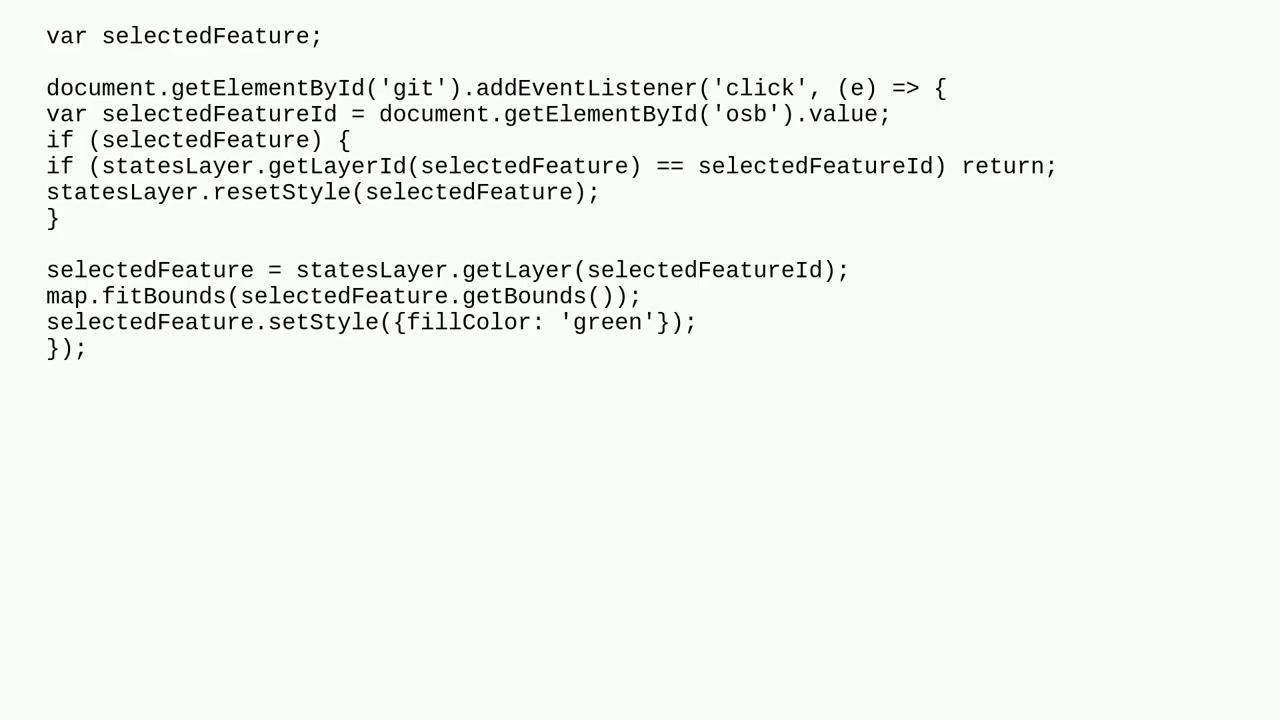 var selectedFeature;

document.getElementById('git').addEventListener('click', (e) => {
var selectedFeatureId = document.getElementById('osb').value;
if (selectedFeature) {
if (statesLayer.getLayerId(selectedFeature) == selectedFeatureId) return;
statesLayer.resetStyle(selectedFeature);
}

selectedFeature = statesLayer.getLayer(selectedFeatureId);
map.fitBounds(selectedFeature.getBounds());
selectedFeature.setStyle({fillColor: 'green'});
});